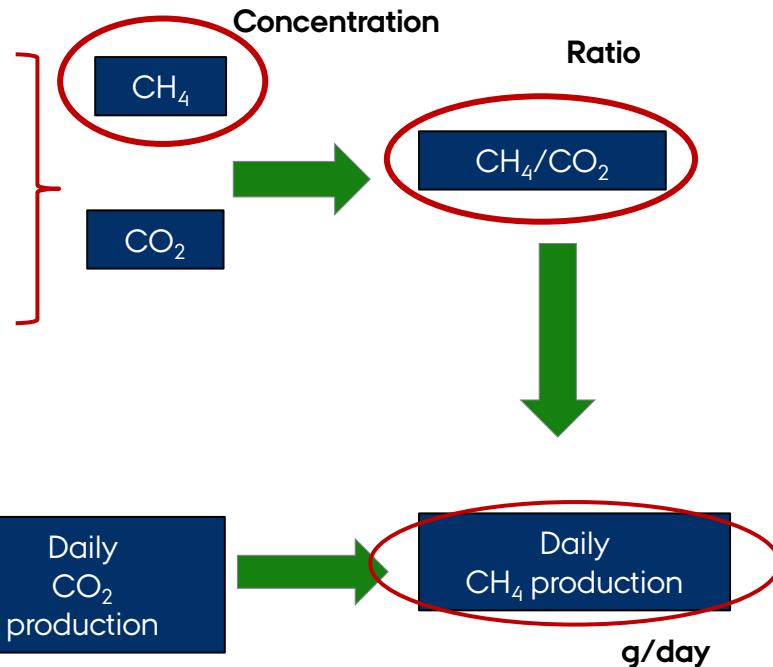 Concentration
CH₄
Ratio
CH₄/CO₂
CO₂
Daily
CO₂
production
Daily
CH₄ production
g/day